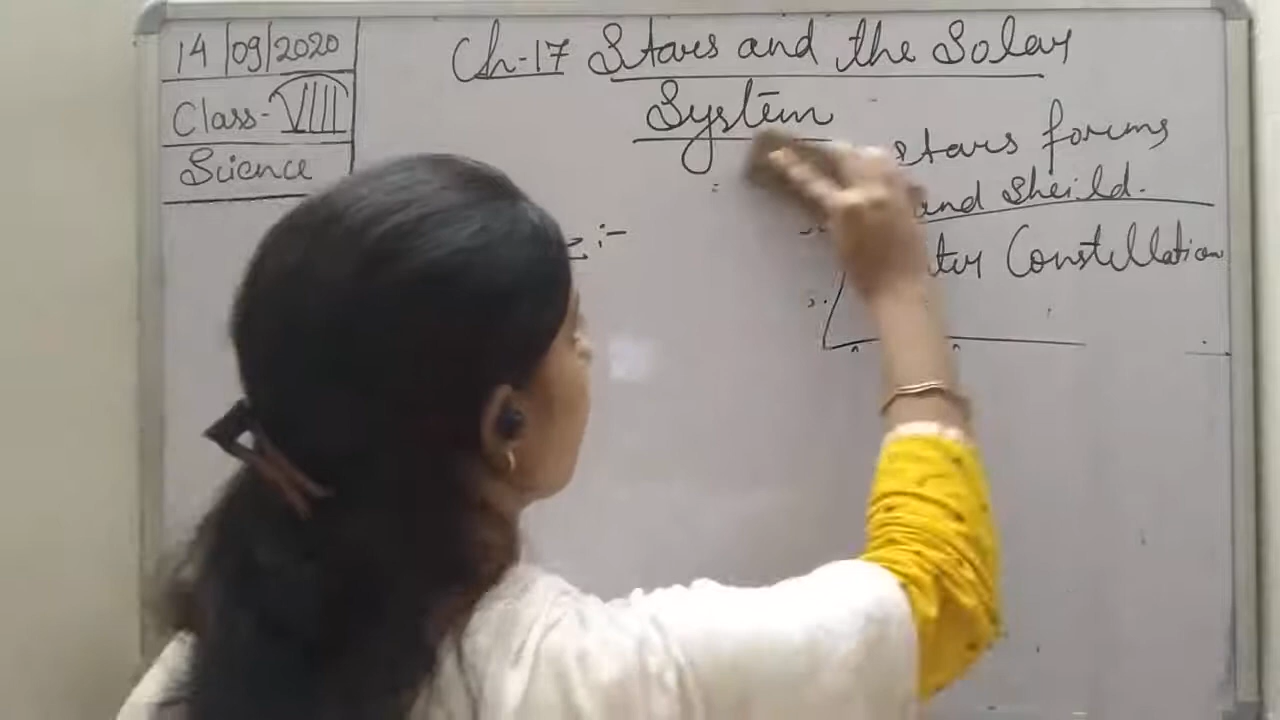 14/09/2020
Class-VIII
Science
Ch-17 Stars and the Solar
System
stars forms
and Sheild.
Constellation